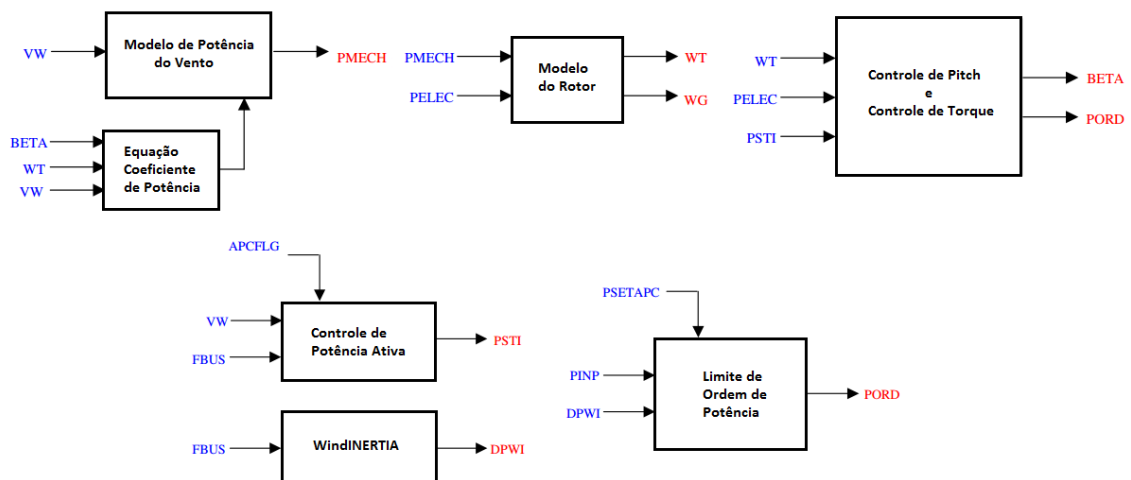 VW
Modelo de Potência
do Vento
PMECH
BETA
WT
VW
Equação
Coeficiente
de Potência
PMECH
PELEC
Modelo
do Rotor
WT
WG
WT
PELEC
PSTI
Controle de Pitch
e
Controle de Torque
BETA
PORD
APCFLG
VW
FBUS
Controle de
Potência Ativa
PSTI
FBUS
WindINERTIA
DPWI
PSETAPC
PINP
DPWI
Limite de
Ordem de
Potência
PORD